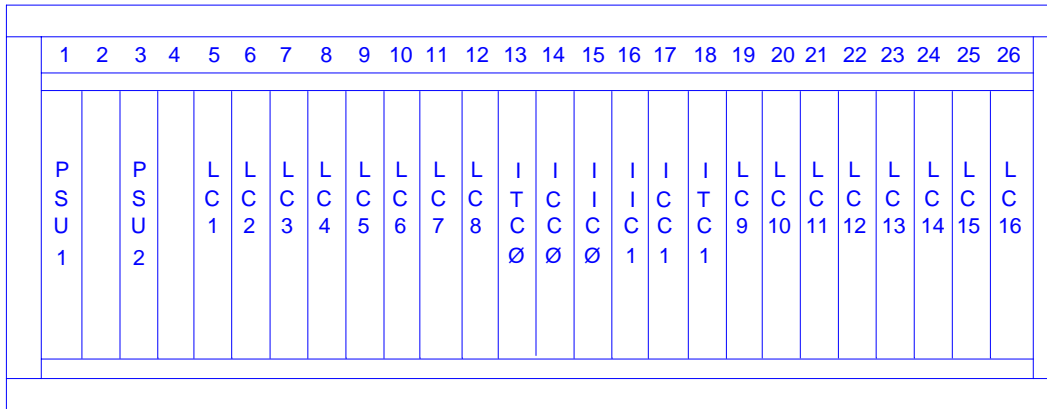 1 2 3 4 5 6 7 8 9 10 11 12 13 14 15 16 17 18 19 20 21 22 23 24 25 26
PSU1
PSU2
LC1
LC2
LC3
LC4
LC5
LC6
LC7
LC8
ITCØ
ICCØ
IICØ
IIC1
ICC1
ITC1
LC9
LC10
LC11
LC12
LC13
LC14
LC15
LC16